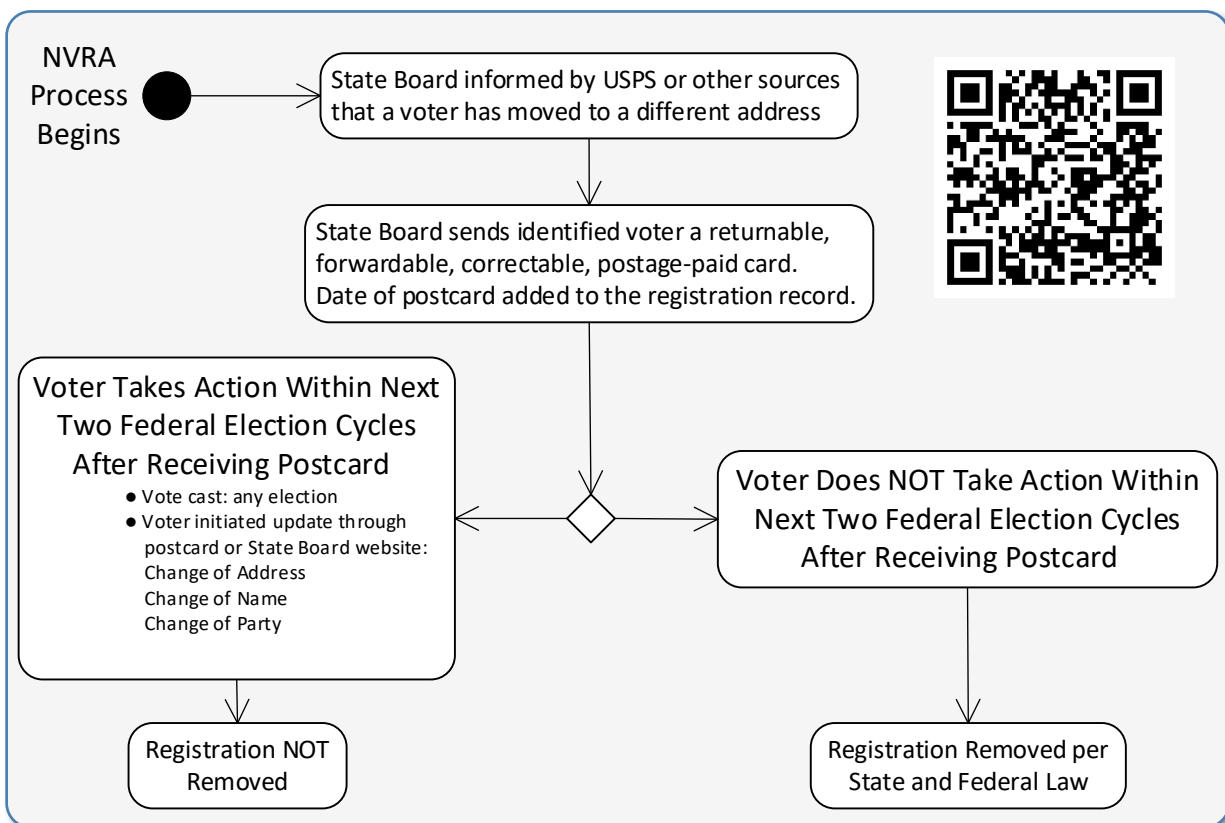 NVRA
Process
Begins
State Board informed by USPS or other sources
that a voter has moved to a different address
State Board sends identified voter a returnable,
forwardable, correctable, postage-paid card.
Date of postcard added to the registration record.
Voter Takes Action Within Next
Two Federal Election Cycles
After Receiving Postcard
● Vote cast: any election
● Voter initiated update through
postcard or State Board website:
Change of Address
Change of Name
Change of Party
Voter Does NOT Take Action Within
Next Two Federal Election Cycles
After Receiving Postcard
Registration NOT
Removed
Registration Removed per
State and Federal Law